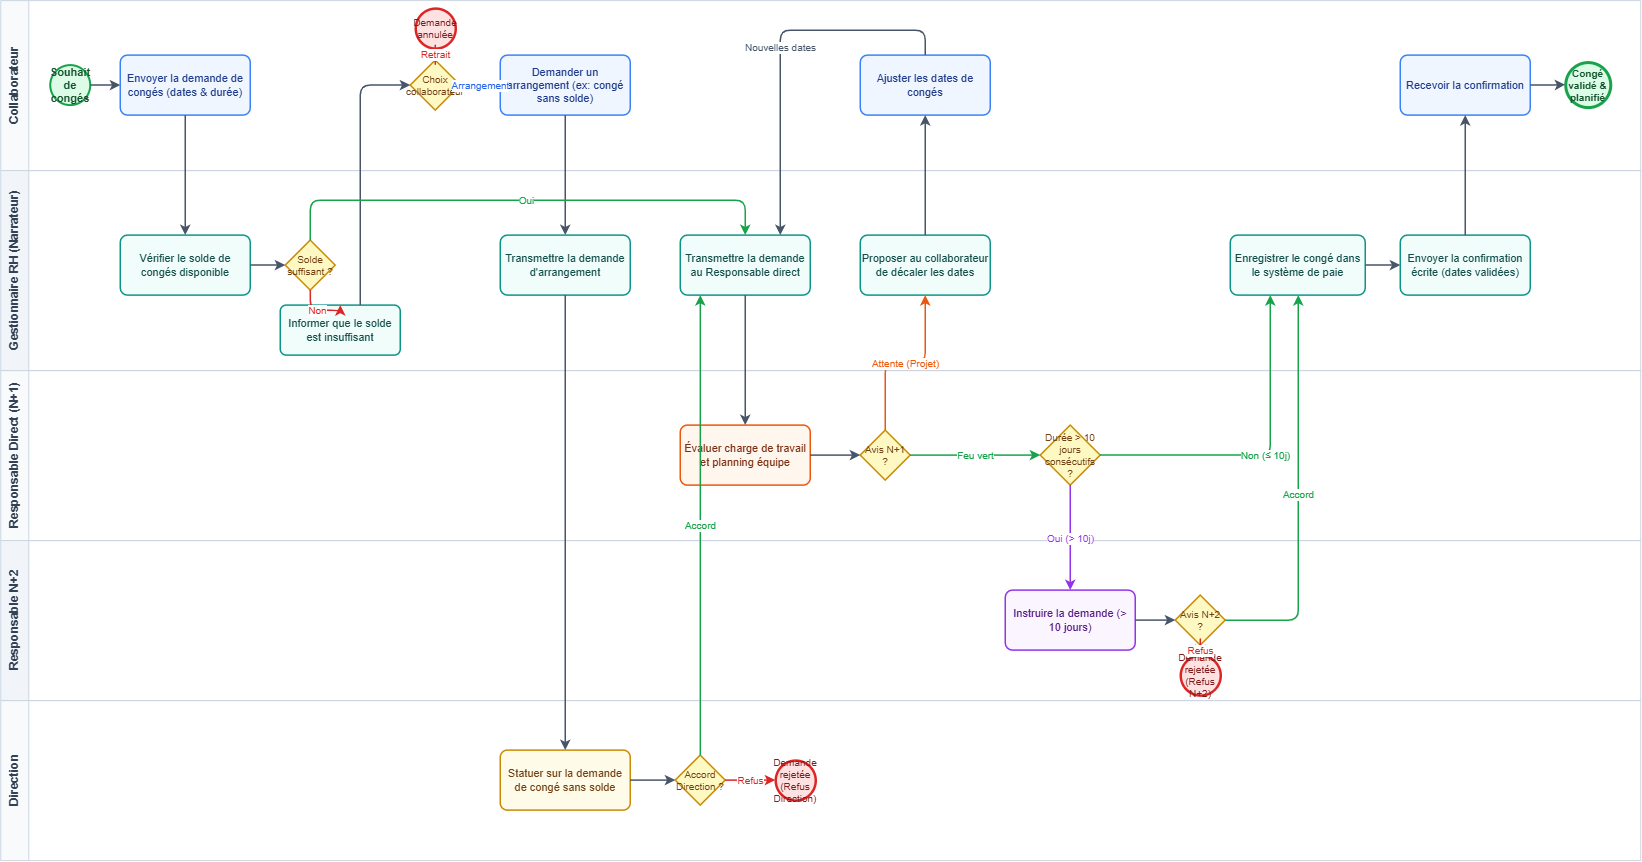 Collaborateur
Souhait
de
congés
Envoyer la demande de
congés (dates & durée)
Demande
annulée
Retrait
Choix
collaborateur
Arrangement
Demander un
arrangement (ex: congé
sans solde)
Nouvelles dates
Ajuster les dates de
congés
Recevoir la confirmation
Congé
validé &
planifié
Gestionnaire RH (Narrateur)
Vérifier le solde de
congés disponible
Solde
suffisant ?
Oui
Non
Informer que le solde
est insuffisant
Transmettre la demande
d'arrangement
Transmettre la demande
au Responsable direct
Proposer au collaborateur
de décaler les dates
Enregistrer le congé dans
le système de paie
Envoyer la confirmation
écrite (dates validées)
Attente (Projet)
Responsable Direct (N+1)
Évaluer charge de travail
et planning équipe
Avis N+1
?
Feu vert
Durée > 10
jours
consécutifs
?
Non (≤ 10j)
Accord
Accord
Oui (> 10j)
Responsable N+2
Instruire la demande (>
10 jours)
Avis N+2
?
Refus
Demande
rejetée
(Refus
N+2)
Direction
Statuer sur la demande
de congé sans solde
Accord
Direction ?
Refus
Demande
rejetée
(Refus
Direction)